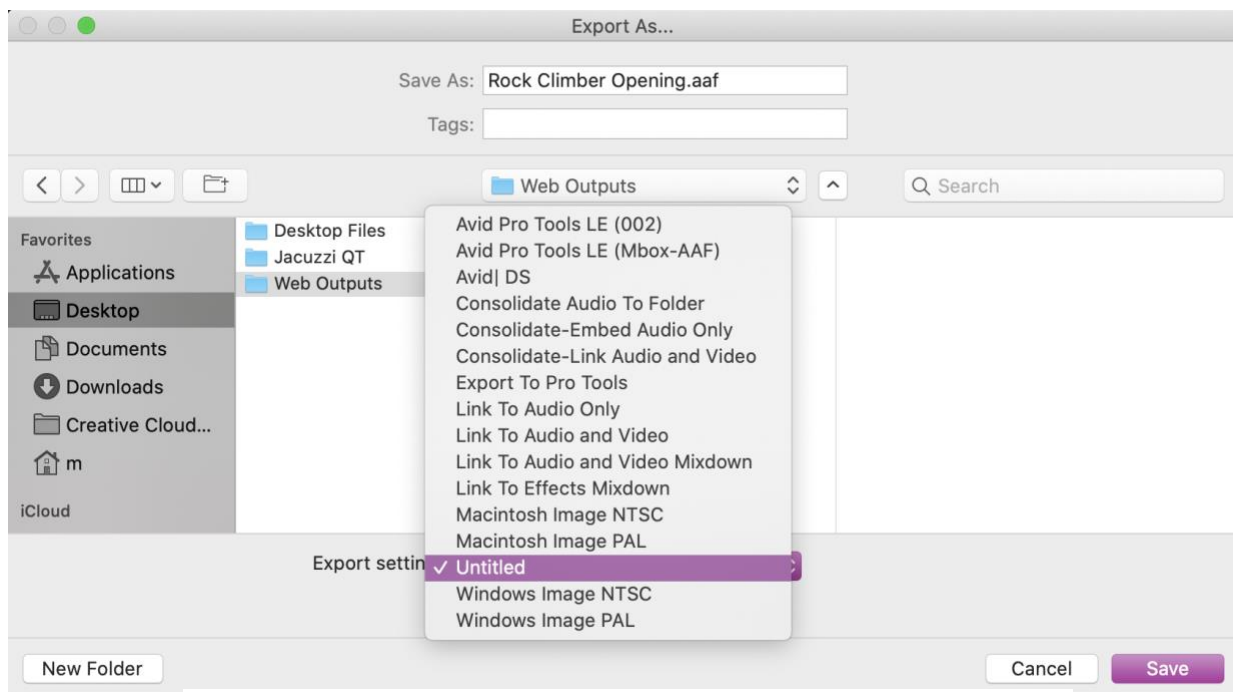 Export As...
Save As: Rock Climber Opening.aaf
Tags:
Web Outputs
Search
Favorites
Applications
Desktop
Documents
Downloads
Creative Cloud...
m
iCloud
Desktop Files
Jacuzzi QT
Web Outputs
Avid Pro Tools LE (002)
Avid Pro Tools LE (Mbox-AAF)
Avid| DS
Consolidate Audio To Folder
Consolidate-Embed Audio Only
Consolidate-Link Audio and Video
Export To Pro Tools
Link To Audio Only
Link To Audio and Video
Link To Audio and Video Mixdown
Link To Effects Mixdown
Macintosh Image NTSC
Macintosh Image PAL
Export settin ✓ Untitled
Windows Image NTSC
Windows Image PAL
New Folder Cancel Save